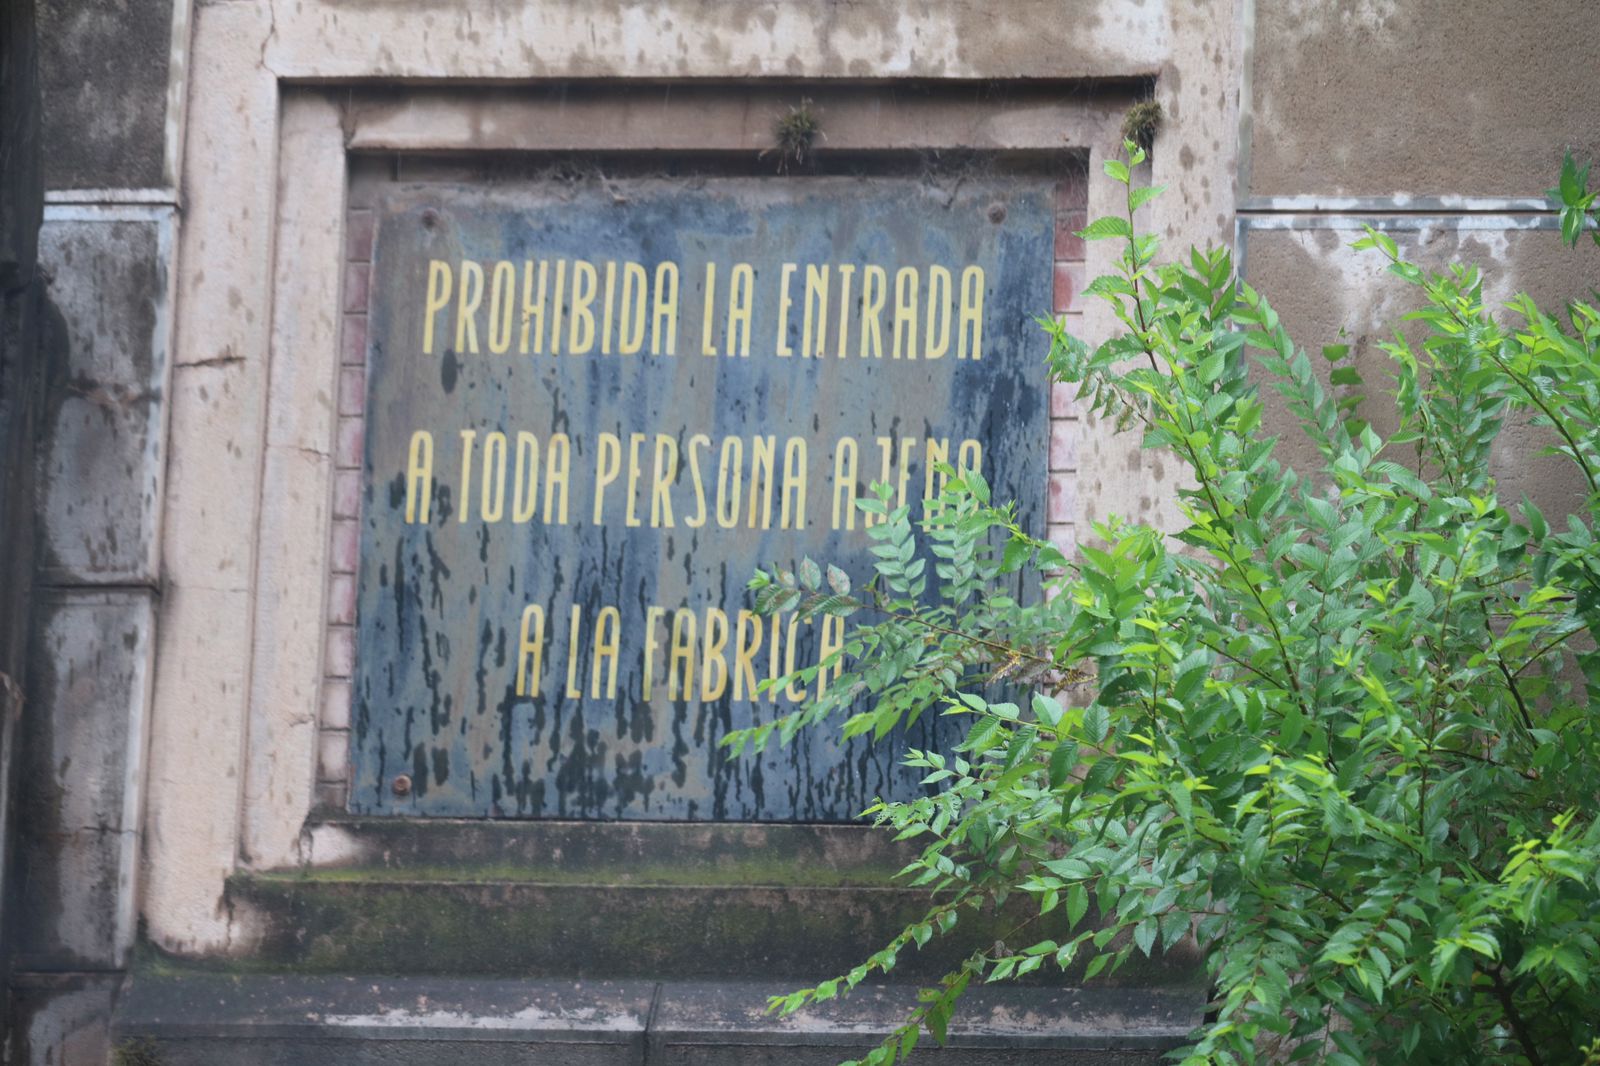 PROHIBIDA LA ENTRADA
A TODA PERSONA AJENA
A LA FABRICA